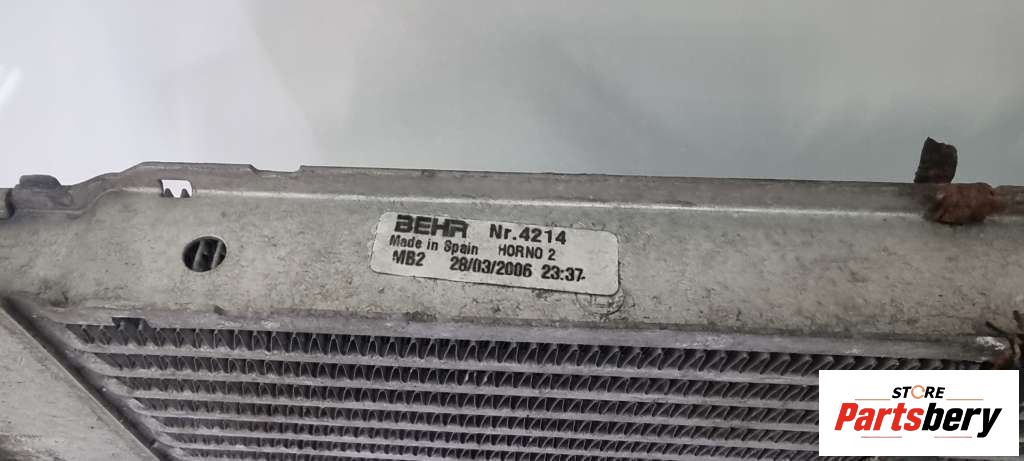 BEHR Nr.4214
Made in Spain HORNO 2
MB2 28/03/2006 23:37
STORE
Partsbery